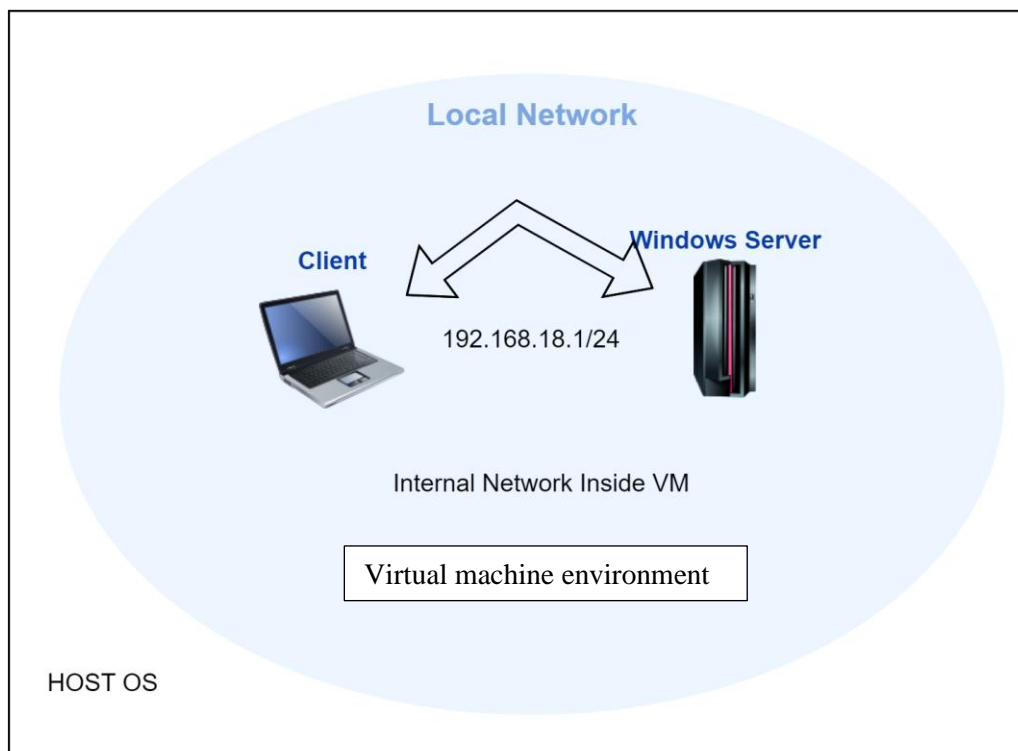 Local Network
Windows Server
Client
192.168.18.1/24
Internal Network Inside VM
Virtual machine environment
HOST OS